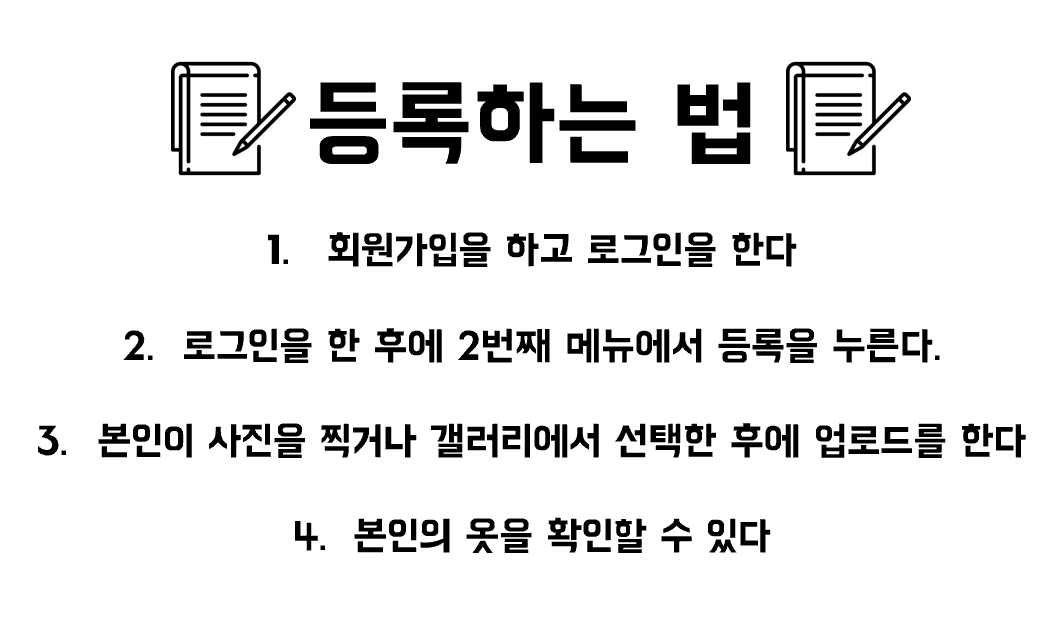 등록하는 법
1. 회원가입을 하고 로그인을 한다
2. 로그인을 한 후에 2번째 메뉴에서 등록을 누른다.
3. 본인이 사진을 찍거나 갤러리에서 선택한 후에 업로드를 한다
4. 본인의 옷을 확인할 수 있다